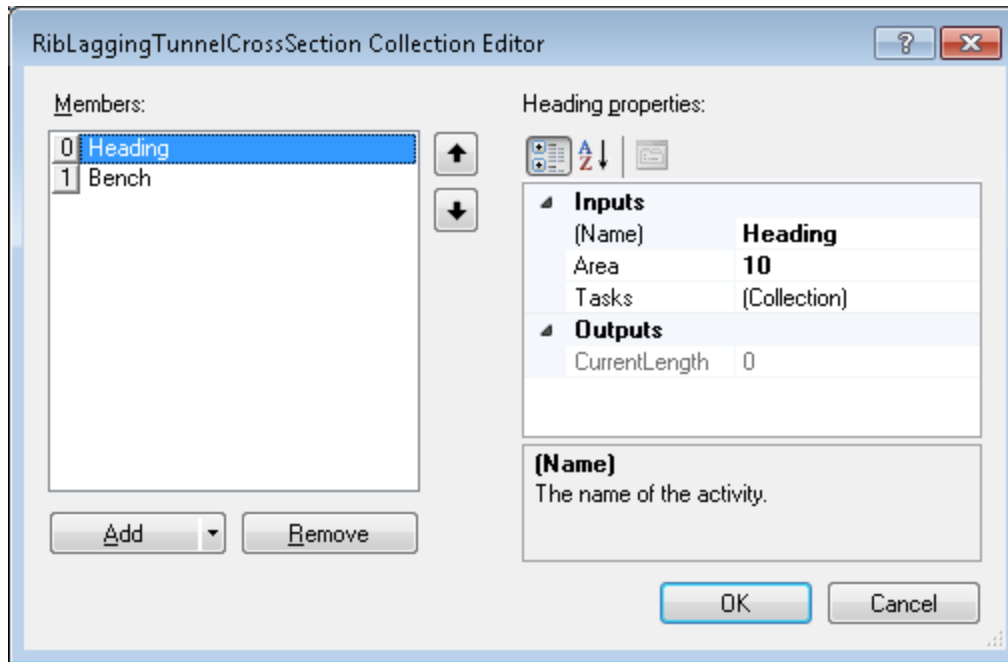 RibLaggingTunnelCrossSection Collection Editor
?
Members:
Heading properties:
0 Heading
1 Bench
A
Z
Inputs
(Name) Heading
Area 10
Tasks (Collection)
Outputs
CurrentLength 0
(Name)
The name of the activity.
Add
Remove
OK
Cancel